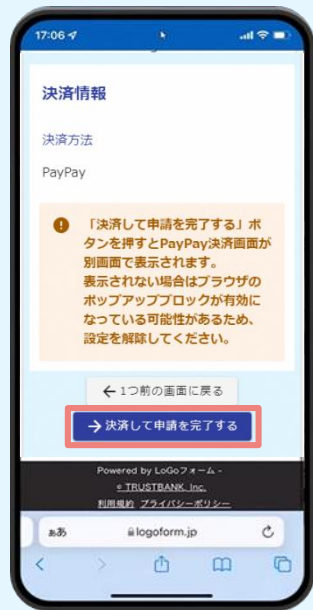 17:06
決済情報
決済方法
PayPay
「決済して申請を完了する」ボ
タンを押すとPayPay決済画面が
別画面で表示されます。
表示されない場合はブラウザの
ポップアップブロックが有効に
なっている可能性があるため、
設定を解除してください。
←1つ前の画面に戻る
→決済して申請を完了する
Powered by LoGoフォーム -
© TRUSTBANK, Inc.
利用規約 プライバシーポリシー
ぁあ logoform.jp